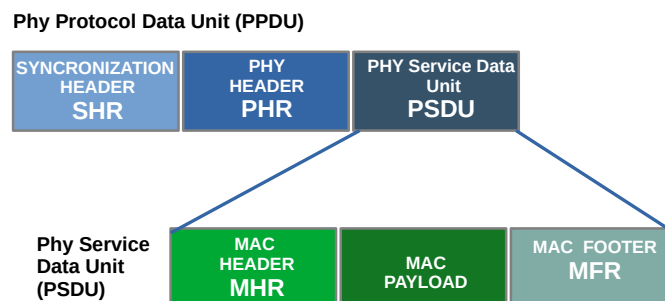 Phy Protocol Data Unit (PPDU)
SYNCRONIZATION
HEADER
SHR
PHY
HEADER
PHR
PHY Service Data
Unit
PSDU
Phy Service
Data Unit
(PSDU)
MAC
HEADER
MHR
MAC
PAYLOAD
MAC FOOTER
MFR